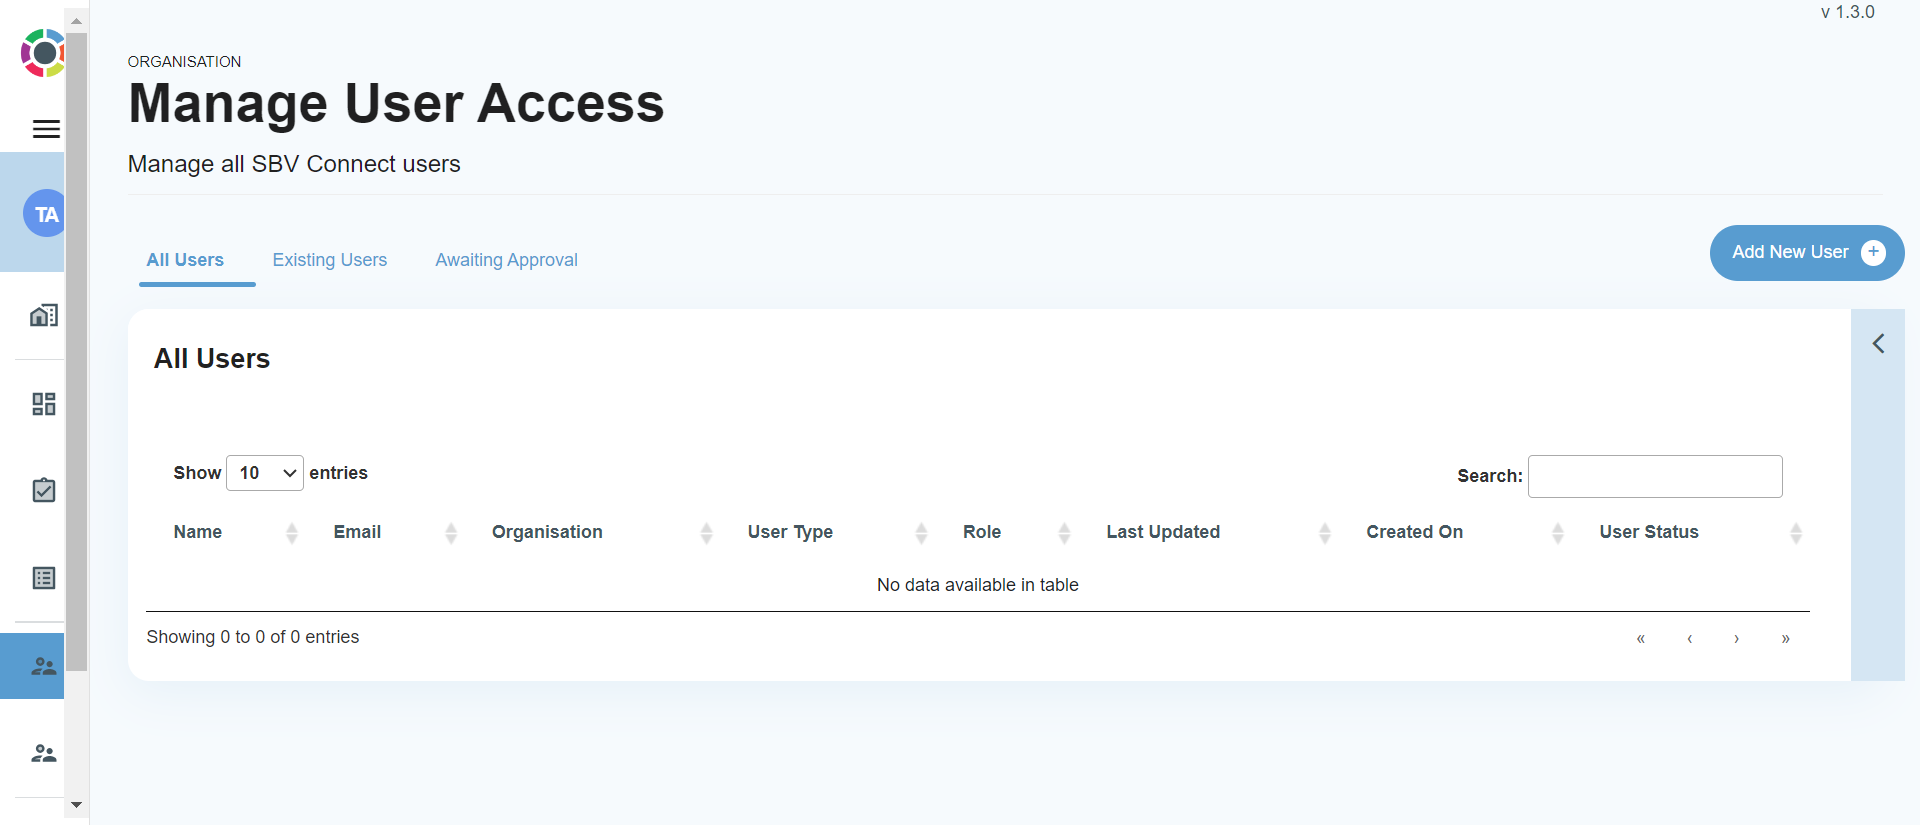 v 1.3.0
ORGANISATION
Manage User Access
Manage all SBV Connect users
TA
All Users Existing Users Awaiting Approval
Add New User +
All Users
Show 10 entries
Search:
Name Email Organisation User Type Role Last Updated Created On User Status
No data available in table
Showing 0 to 0 of 0 entries
« ‹ › »